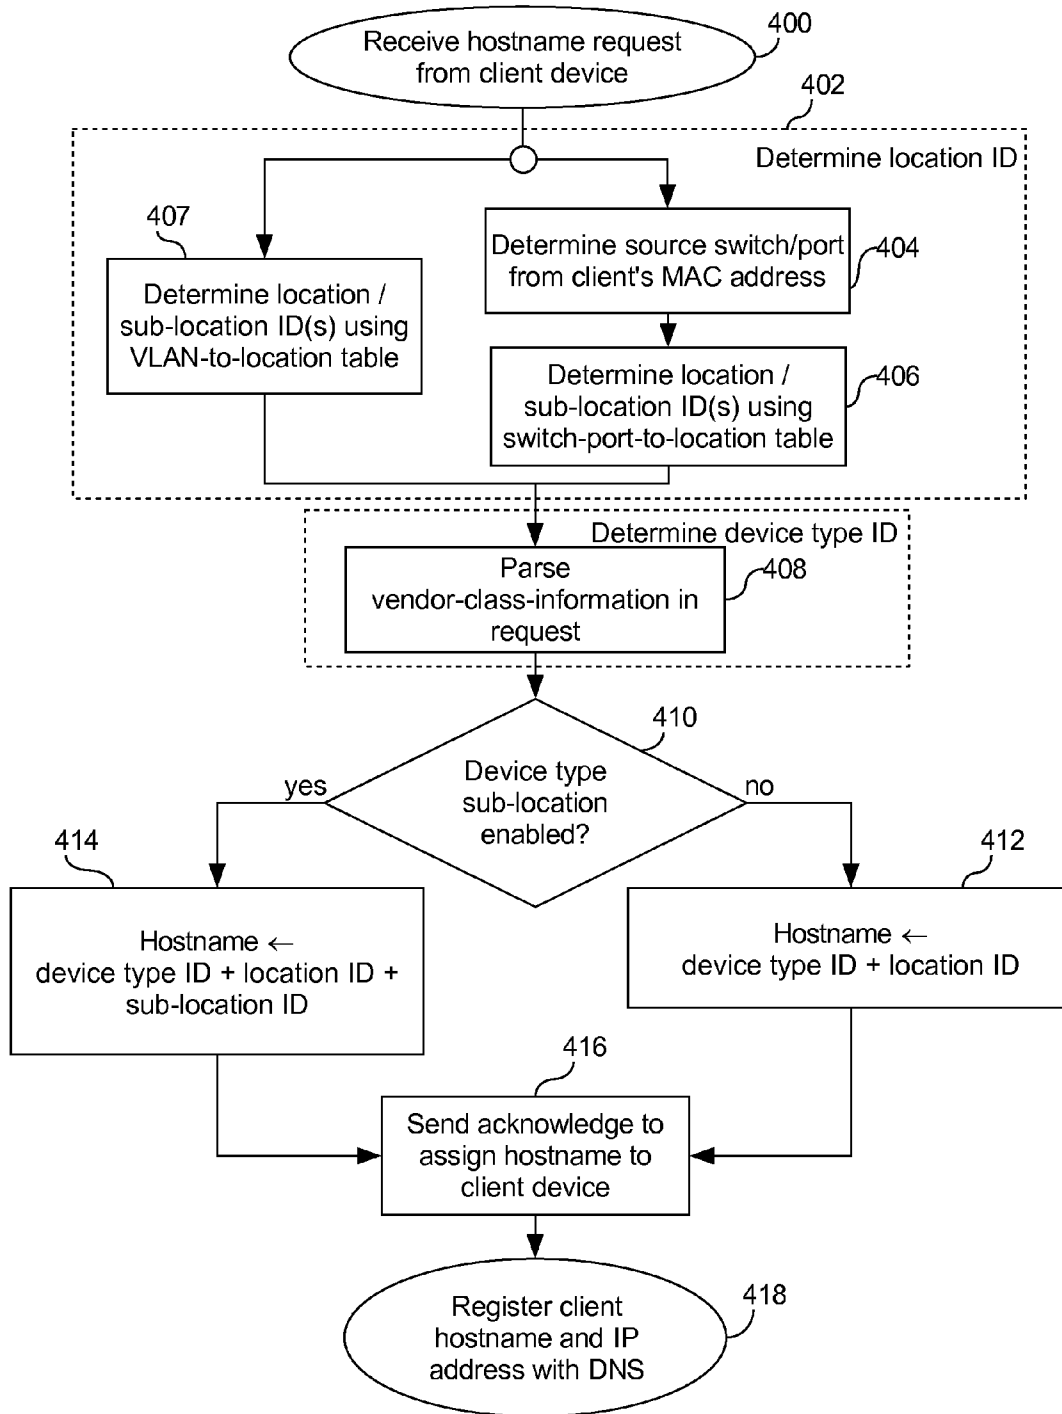 Receive hostname request
from client device
400
402
Determine location ID
407
Determine source switch/port
from client's MAC address
404
Determine location /
sub-location ID(s) using
VLAN-to-location table
Determine location /
sub-location ID(s) using
switch-port-to-location table
406
Determine device type ID
Parse
vendor-class-information in
request
408
410
Device type
sub-location
enabled?
yes
no
414
412
Hostname ←
device type ID + location ID +
sub-location ID
Hostname ←
device type ID + location ID
416
Send acknowledge to
assign hostname to
client device
Register client
hostname and IP
address with DNS
418